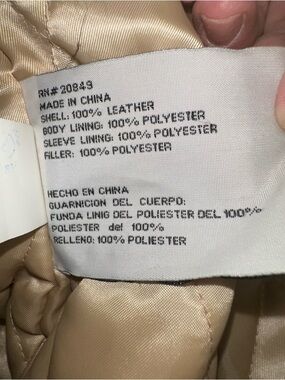 RN# 20849
MADE IN CHINA
SHELL: 100% LEATHER
BODY LINING: 100% POLYESTER
SLEEVE LINING: 100% POLYESTER
FILLER: 100% POLYESTER
HECHO EN CHINA
GUARNICION DEL CUERPO:
FUNDA LINIG DEL POLIESTER DEL 100%
POLIESTER del 100%
RELLENO: 100% POLIESTER